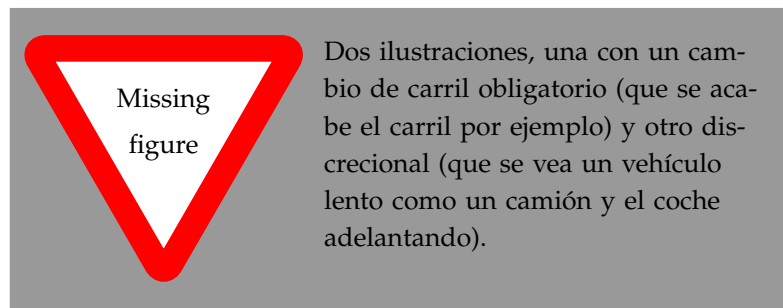 Missing
figure
Dos ilustraciones, una con un cam-
bio de carril obligatorio (que se aca-
be el carril por ejemplo) y otro dis-
crecional (que se vea un vehículo
lento como un camión y el coche
adelantando).